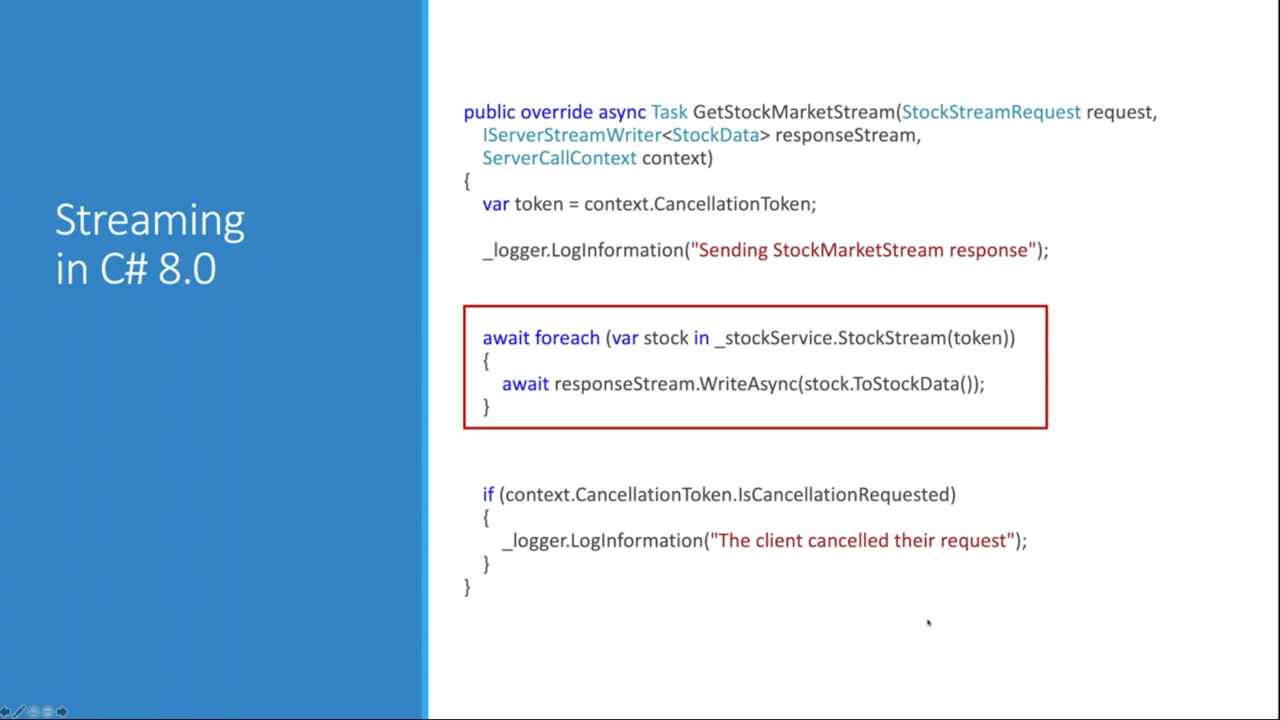 Streaming
in C# 8.0
public override async Task GetStockMarketStream(StockStreamRequest request,
IServerStreamWriter<StockData> responseStream,
ServerCallContext context)
{
var token = context.CancellationToken;
_logger.LogInformation("Sending StockMarketStream response");
await foreach (var stock in _stockService.StockStream(token))
{
await responseStream.WriteAsync(stock.ToStockData());
}
if (context.CancellationToken.IsCancellationRequested)
{
_logger.LogInformation("The client cancelled their request");
}
}